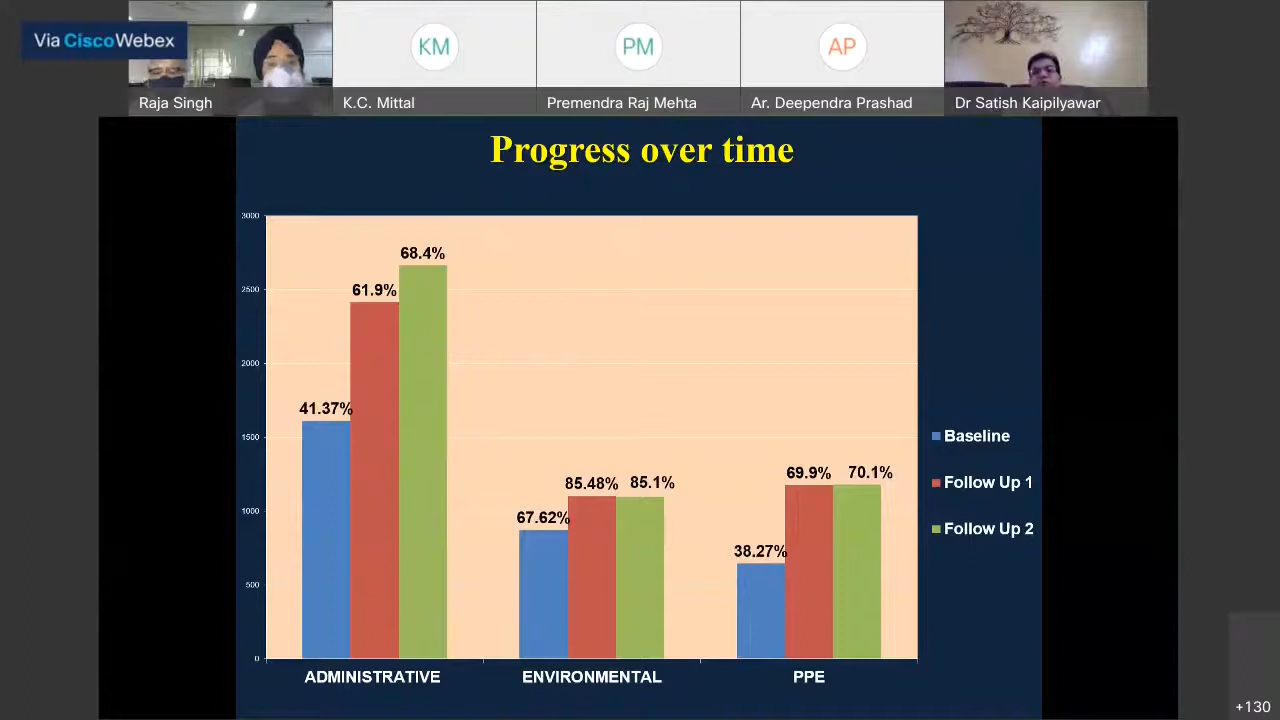 Via CiscoWebex
KM
PM
AP
Raja Singh
K.C. Mittal
Premendra Raj Mehta
Ar. Deependra Prashad
Dr Satish Kaipilyawar
Progress over time
3000
2500
2000
1500
1000
500
0
41.37%
61.9%
68.4%
67.62%
85.48%
85.1%
38.27%
69.9%
70.1%
ADMINISTRATIVE
ENVIRONMENTAL
PPE
Baseline
Follow Up 1
Follow Up 2
+130